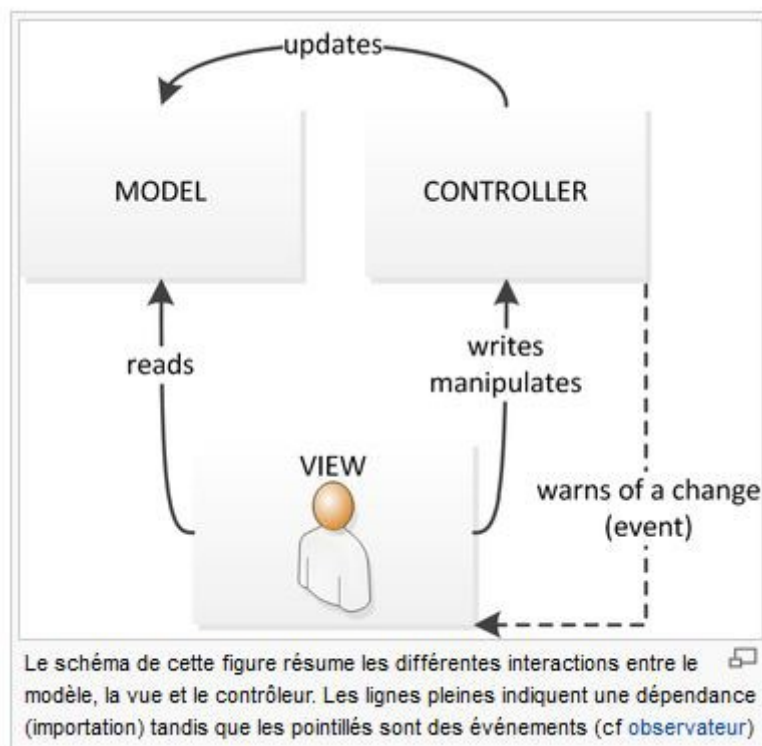 updates
MODEL
CONTROLLER
reads
writes
manipulates
VIEW
warns of a change
(event)
Le schéma de cette figure résume les différentes interactions entre le
modèle, la vue et le contrôleur. Les lignes pleines indiquent une dépendance
(importation) tandis que les pointillés sont des événements (cf observateur)